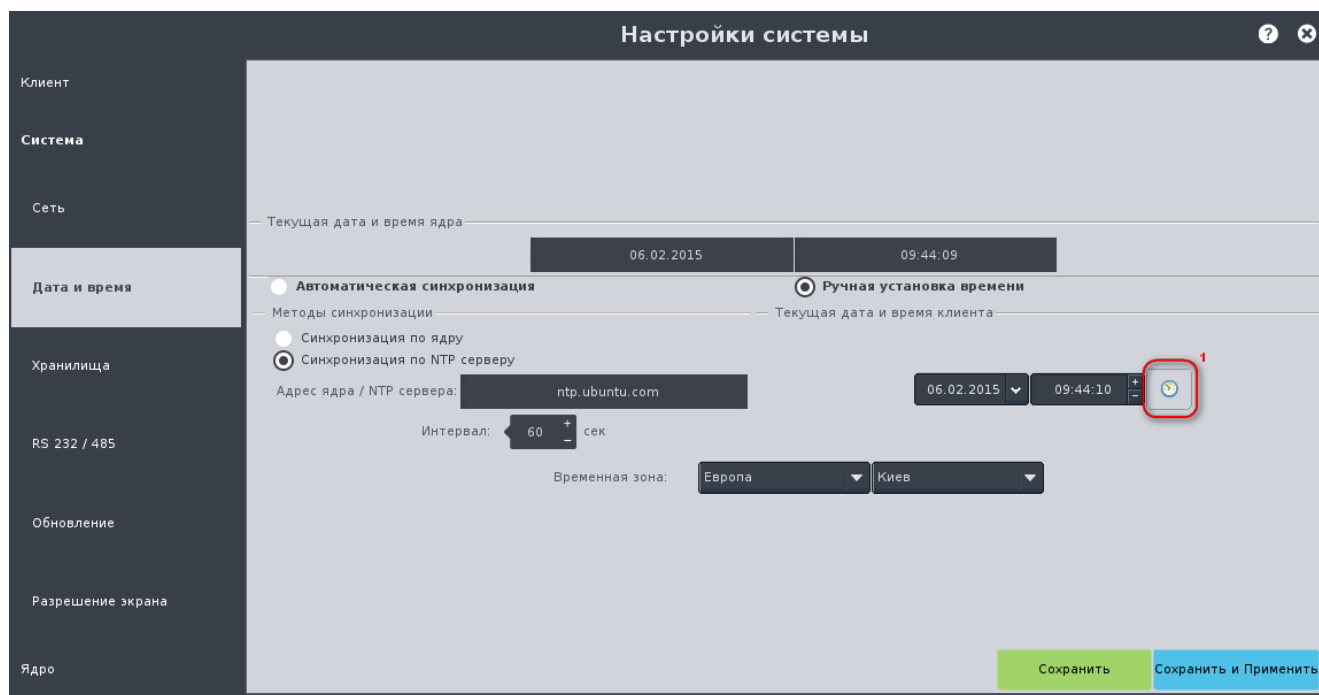 Настройки системы
Клиент
Система
Сеть
Дата и время
Хранилища
RS 232 / 485
Обновление
Разрешение экрана
Ядро
Текущая дата и время ядра
06.02.2015 09:44:09
Автоматическая синхронизация
Ручная установка времени
Методы синхронизации
Текущая дата и время клиента
Синхронизация по ядру
Синхронизация по NTP серверу
Адрес ядра / NTP сервера: ntp.ubuntu.com
06.02.2015 09:44:10
1
Интервал: 60 сек
Временная зона: Европа Киев
Сохранить
Сохранить и Применить